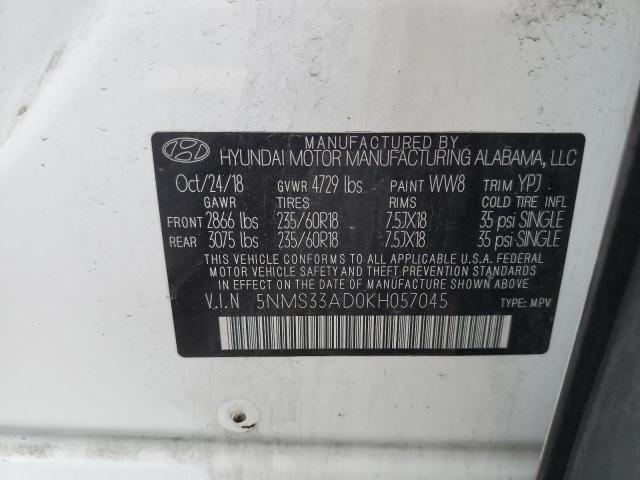 MANUFACTURED BY
HYUNDAI MOTOR MANUFACTURING ALABAMA, LLC
Oct/24/18 GVWR 4729 lbs PAINT WW8 TRIM YPJ
GAWR TIRES RIMS COLD TIRE INFL
FRONT 2866 lbs 235/60R18 7.5JX18 35 psi SINGLE
REAR 3075 lbs 235/60R18 7.5JX18 35 psi SINGLE
THIS VEHICLE CONFORMS TO ALL APPLICABLE U.S.A. FEDERAL
MOTOR VEHICLE SAFETY AND THEFT PREVENTION STANDARDS
IN EFFECT ON THE DATE OF MANUFACTURE SHOWN ABOVE
V.I.N 5NMS33AD0KH057045 TYPE: MPV